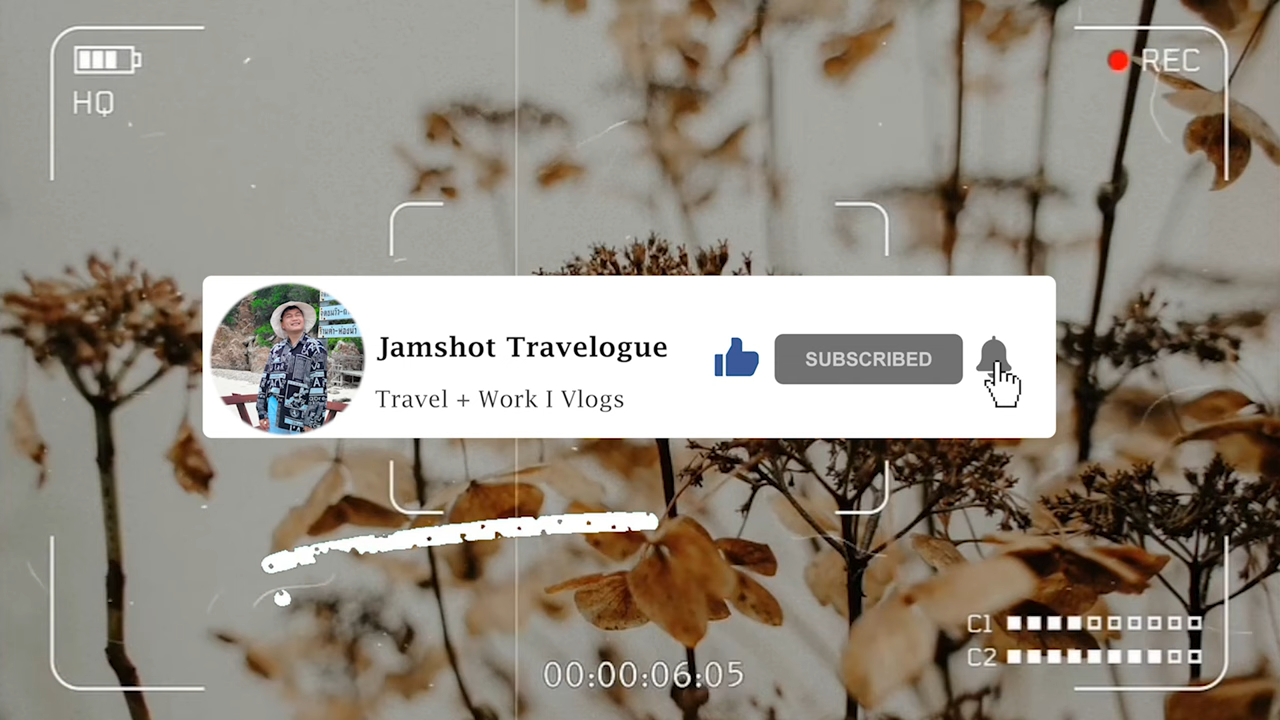 HQ
REC
Jamshot Travelogue
Travel + Work I Vlogs
SUBSCRIBED
C1
C2
00:00:06:05